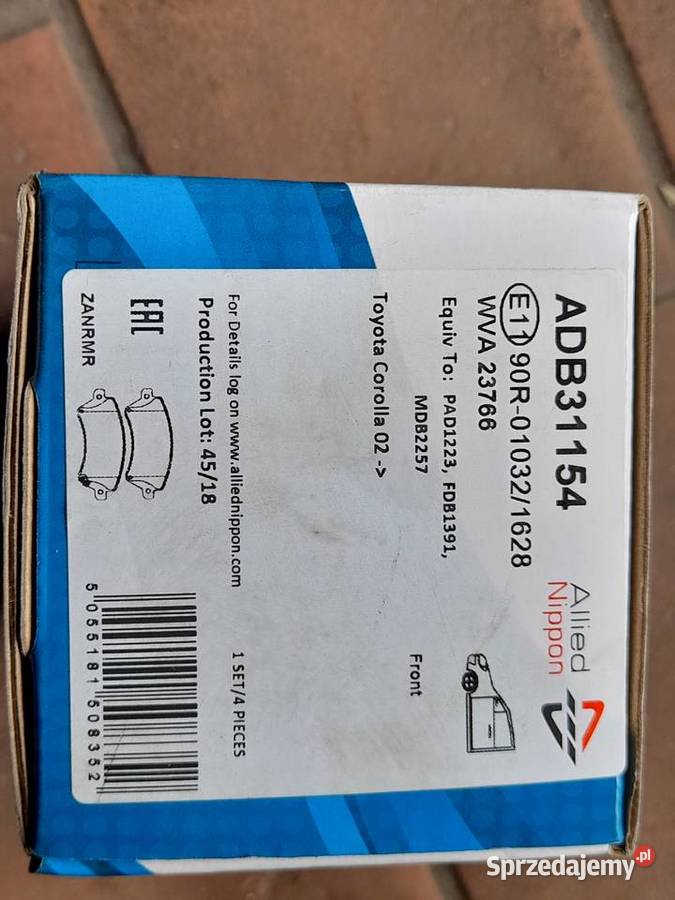 ADB31154
Allied
Nippon
E11 90R-01032/1628
WVA 23766
Equiv To: PAD1223, FDB1391,
MDB2257
Front
Toyota Corolla 02 ->
For Details log on www.alliednippon.com
1 SET/4 PIECES
Production Lot: 45/18
EAC
ZANRMR
5 055181 508352
Sprzedajemy.pl